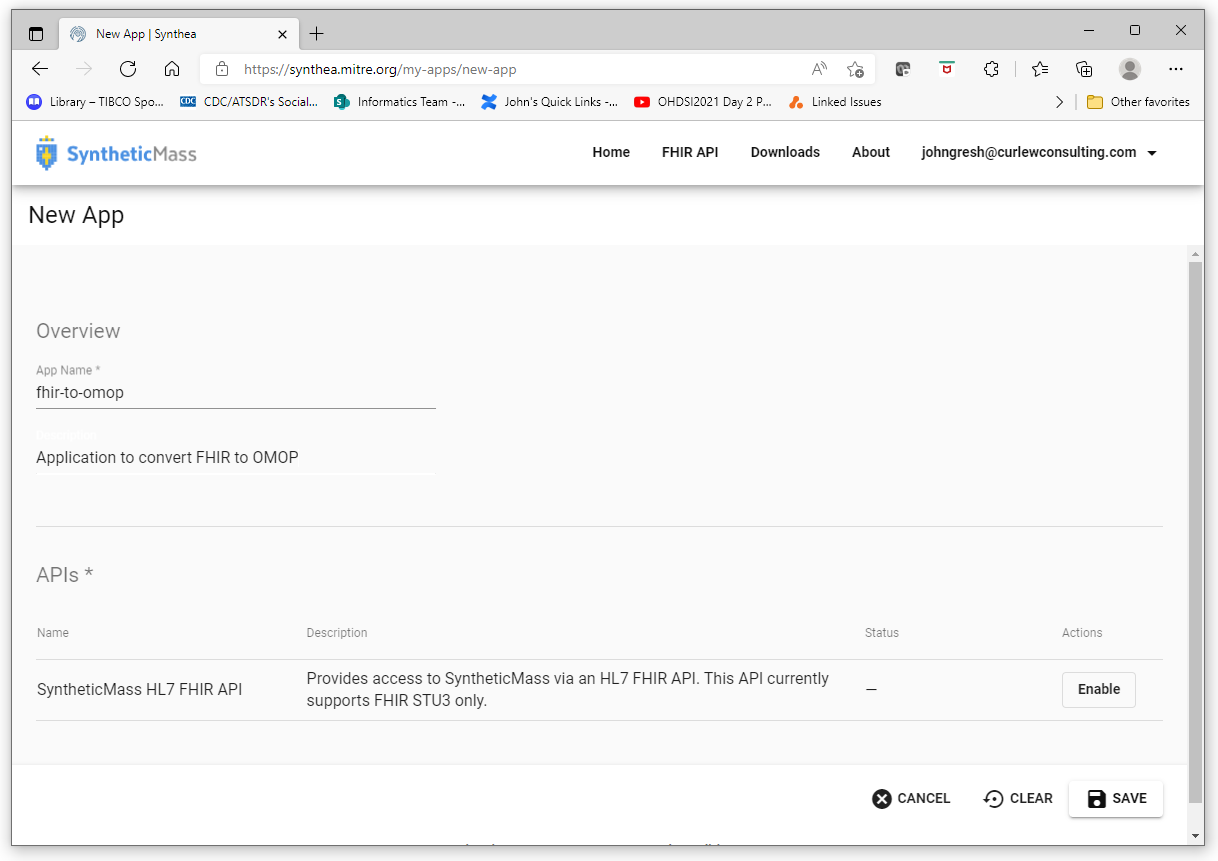 New App | Synthea
https://synthea.mitre.org/my-apps/new-app
Library – TIBCO Spo... CDC CDC/ATSDR's Social... Informatics Team -... John's Quick Links -... OHDSI2021 Day 2 P... Linked Issues Other favorites
SyntheticMass Home FHIR API Downloads About johngresh@curlewconsulting.com
New App
Overview
App Name *
fhir-to-omop
Description
Application to convert FHIR to OMOP
APIs *
Name Description Status Actions
SyntheticMass HL7 FHIR API Provides access to SyntheticMass via an HL7 FHIR API. This API currently
supports FHIR STU3 only. — Enable
CANCEL CLEAR SAVE